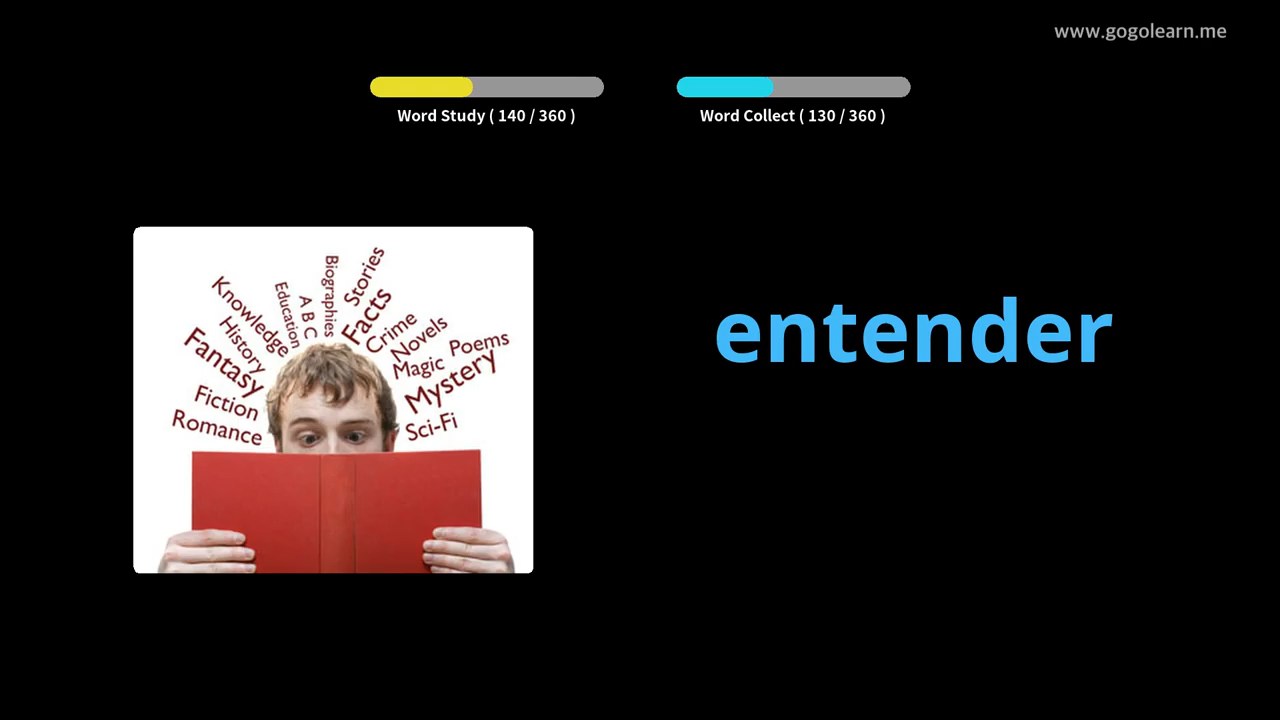 www.gogolearn.me
Word Study ( 140 / 360 )
Word Collect ( 130 / 360 )
entender
Biographies
Stories
Education
A B C
Facts
Knowledge
Crime
History
Novels
Fantasy
Magic
Poems
Mystery
Fiction
Romance
Sci-Fi